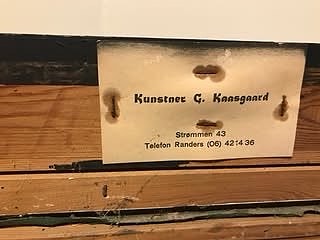 Kunstner G. Kaasgaard
Strømmen 43
Telefon Randers (06) 42 14 36